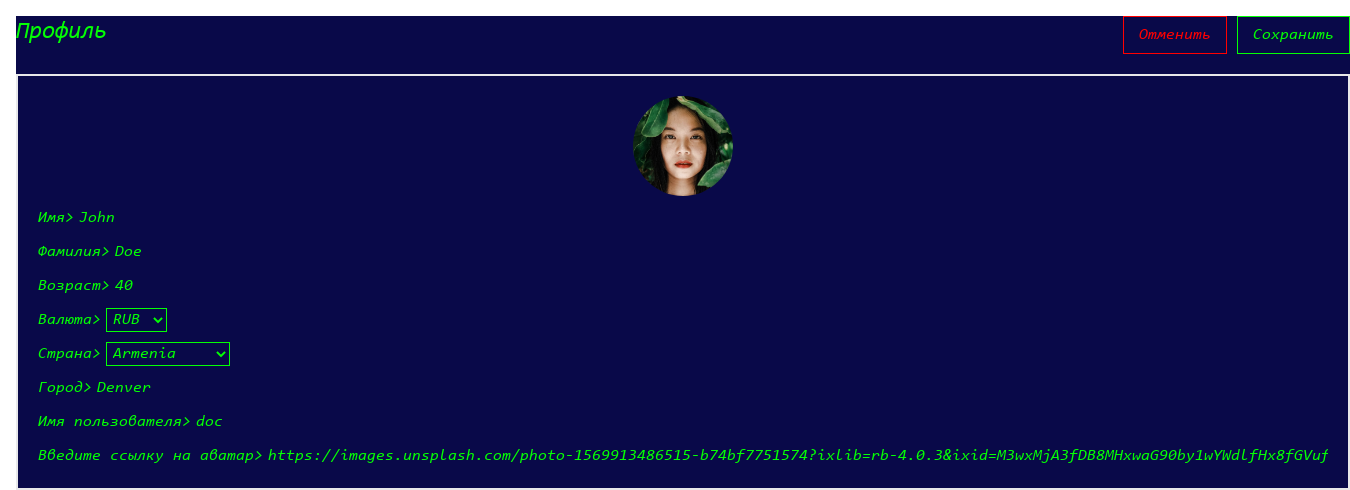 Профиль
Отменить
Сохранить
Имя> John
Фамилия> Doe
Возраст> 40
Валюта> RUB
Страна> Armenia
Город> Denver
Имя пользователя> doc
Введите ссылку на аватар> https://images.unsplash.com/photo-1569913486515-b74bf7751574?ixlib=rb-4.0.3&ixid=M3wxMjA3fDB8MHxwaG90by1wYWdlfHx8fGVuf